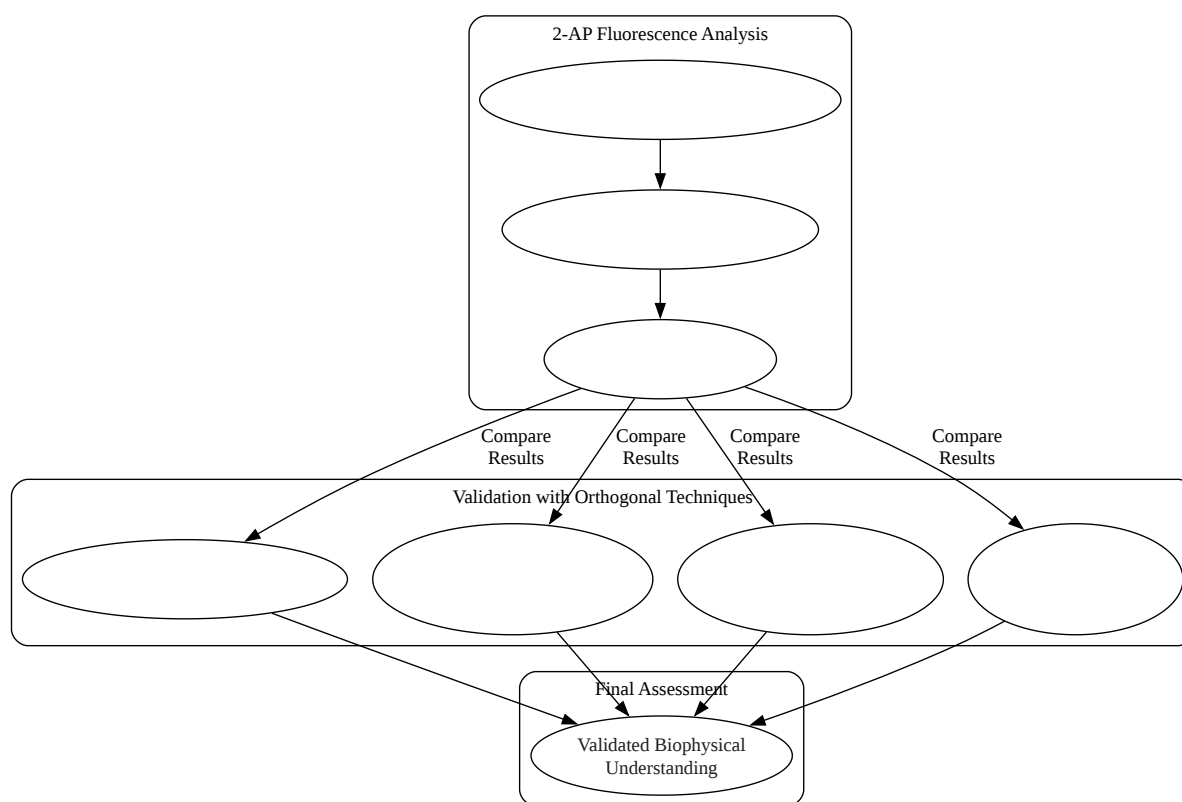 2-AP Fluorescence Analysis
Compare
Results
Compare
Results
Compare
Results
Compare
Results
Validation with Orthogonal Techniques
Final Assessment
Validated Biophysical
Understanding